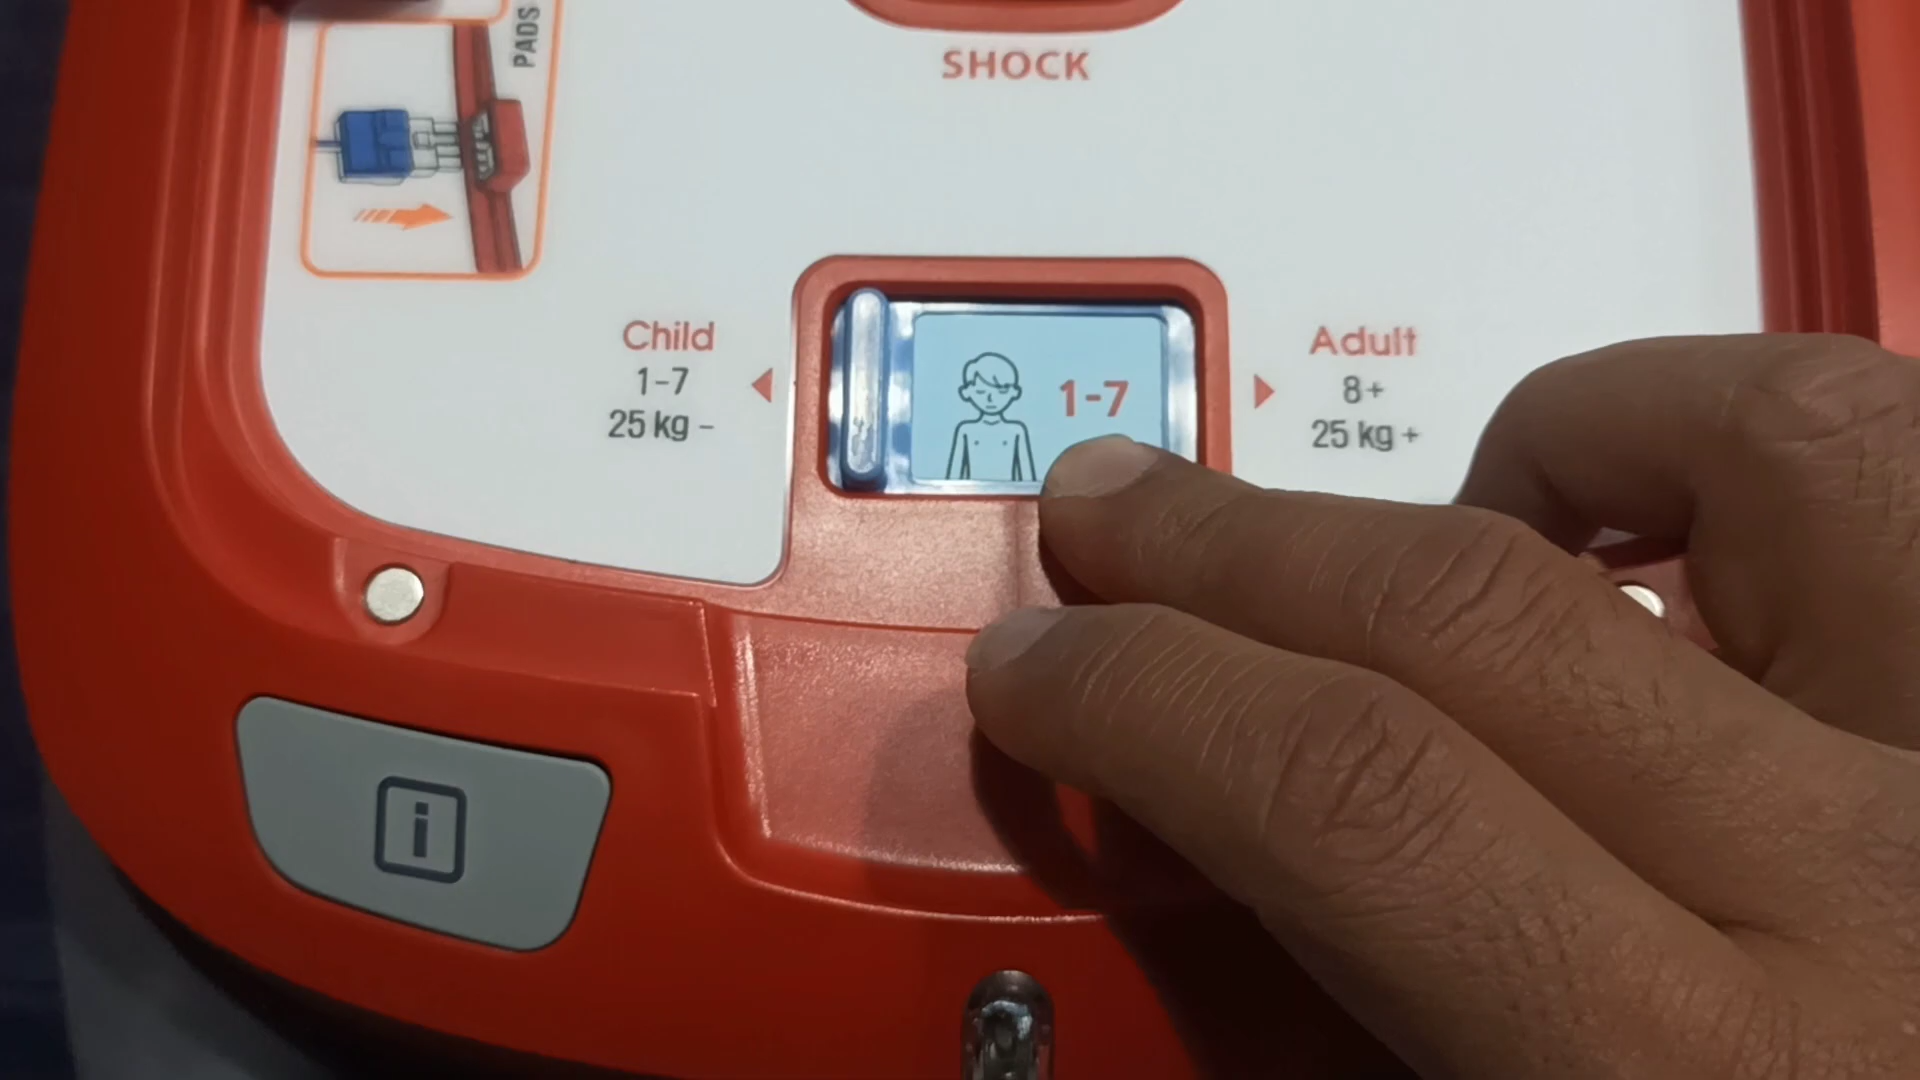 PADS
SHOCK
Child
1-7
25 kg -
1-7
Adult
8+
25 kg +
i